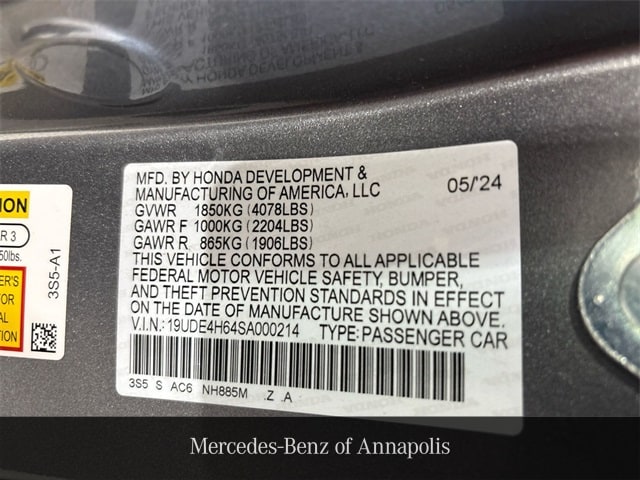 MFD. BY HONDA DEVELOPMENT &
MANUFACTURING OF AMERICA, LLC 05/24
GVWR 1850KG (4078LBS)
GAWR F 1000KG (2204LBS)
GAWR R 865KG (1906LBS)
THIS VEHICLE CONFORMS TO ALL APPLICABLE
FEDERAL MOTOR VEHICLE SAFETY, BUMPER,
AND THEFT PREVENTION STANDARDS IN EFFECT
ON THE DATE OF MANUFACTURE SHOWN ABOVE.
V.I.N.: 19UDE4H64SA000214 TYPE: PASSENGER CAR
3S5 S AC6 NH885M .Z .A
3S5-A1
Mercedes-Benz of Annapolis